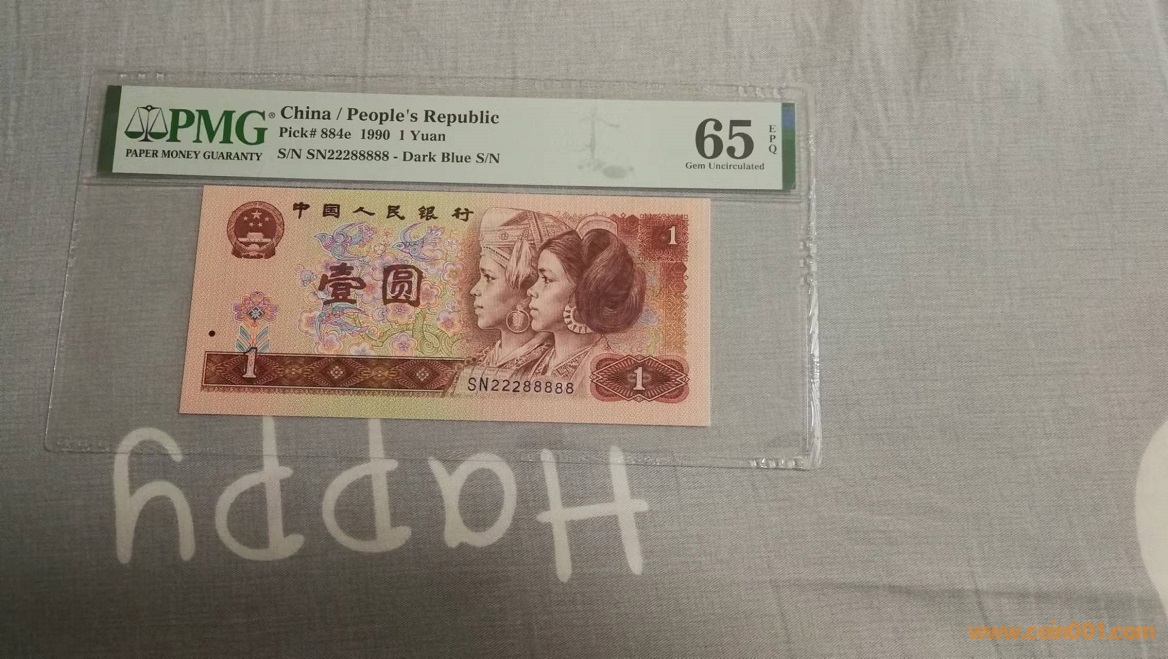 PMG®
PAPER MONEY GUARANTY
China / People's Republic
Pick# 884e 1990 1 Yuan
S/N SN22288888 - Dark Blue S/N
65
EPQ
Gem Uncirculated
中国人民银行
1
壹圆
1
SN22288888
1
Happy
www.coin001.com